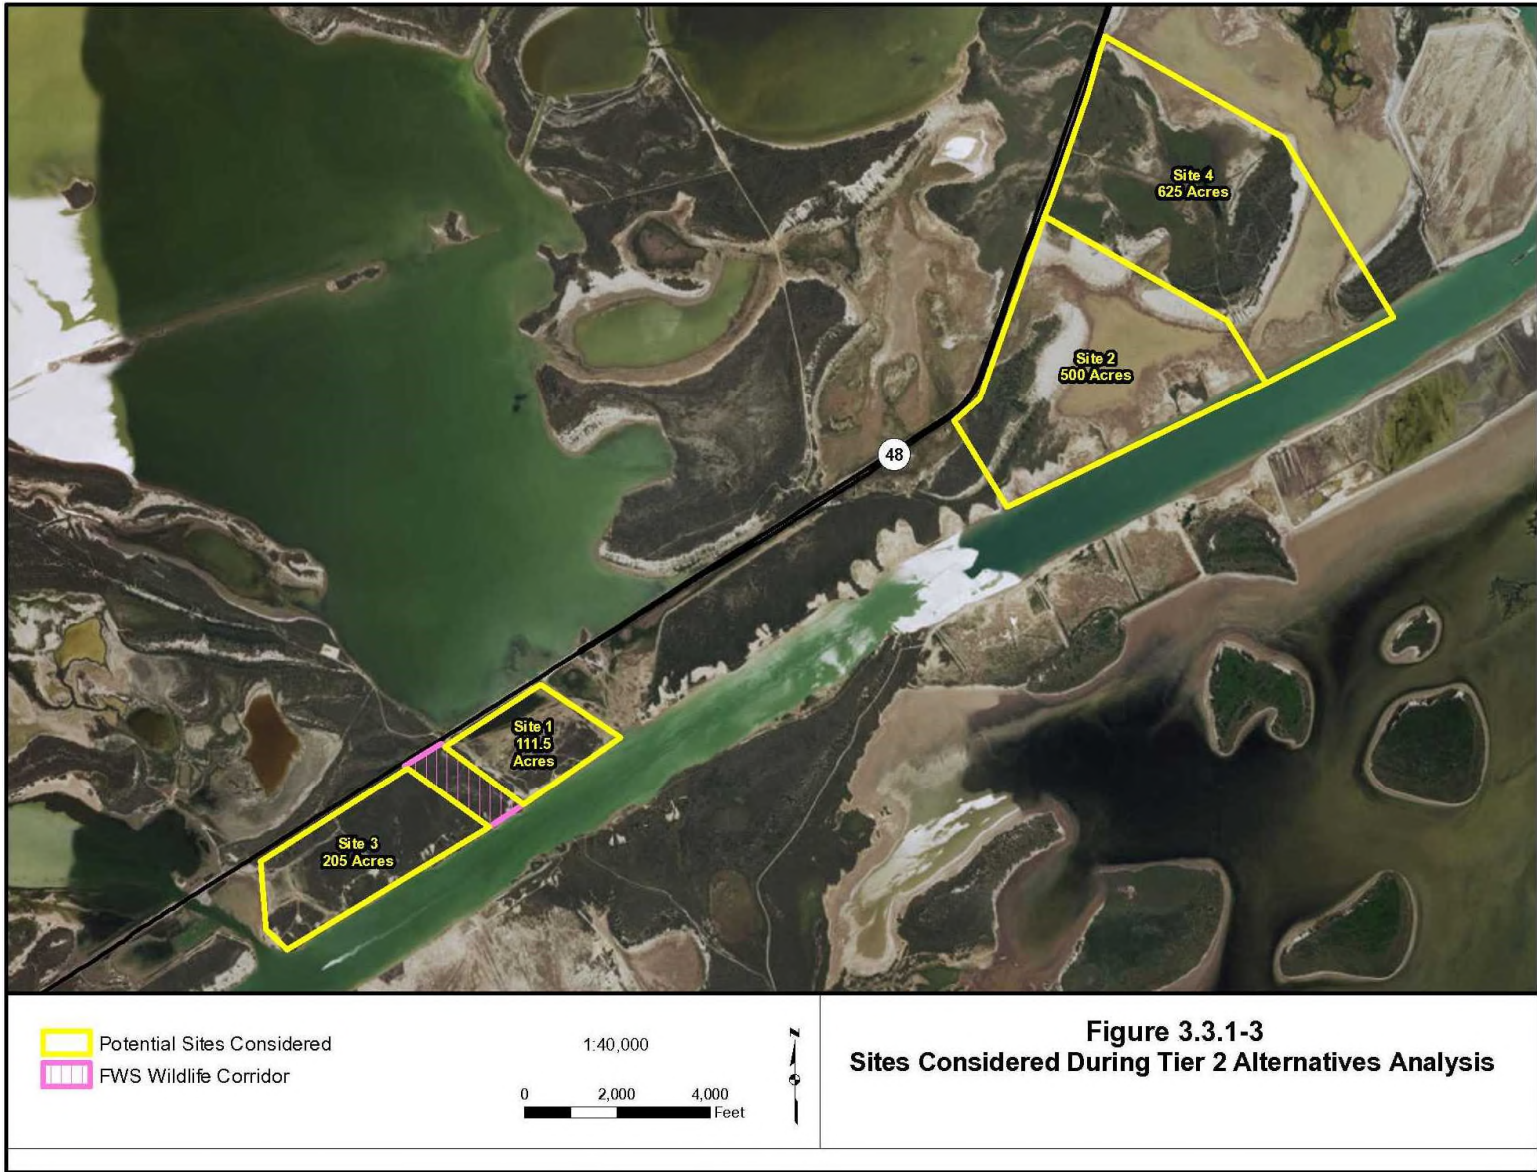 Site 4
625 Acres
Site 2
500 Acres
48
Site 1
111.5
Acres
Site 3
205 Acres
Potential Sites Considered
FWS Wildlife Corridor
1:40,000
0 2,000 4,000
Feet
N
Figure 3.3.1-3
Sites Considered During Tier 2 Alternatives Analysis